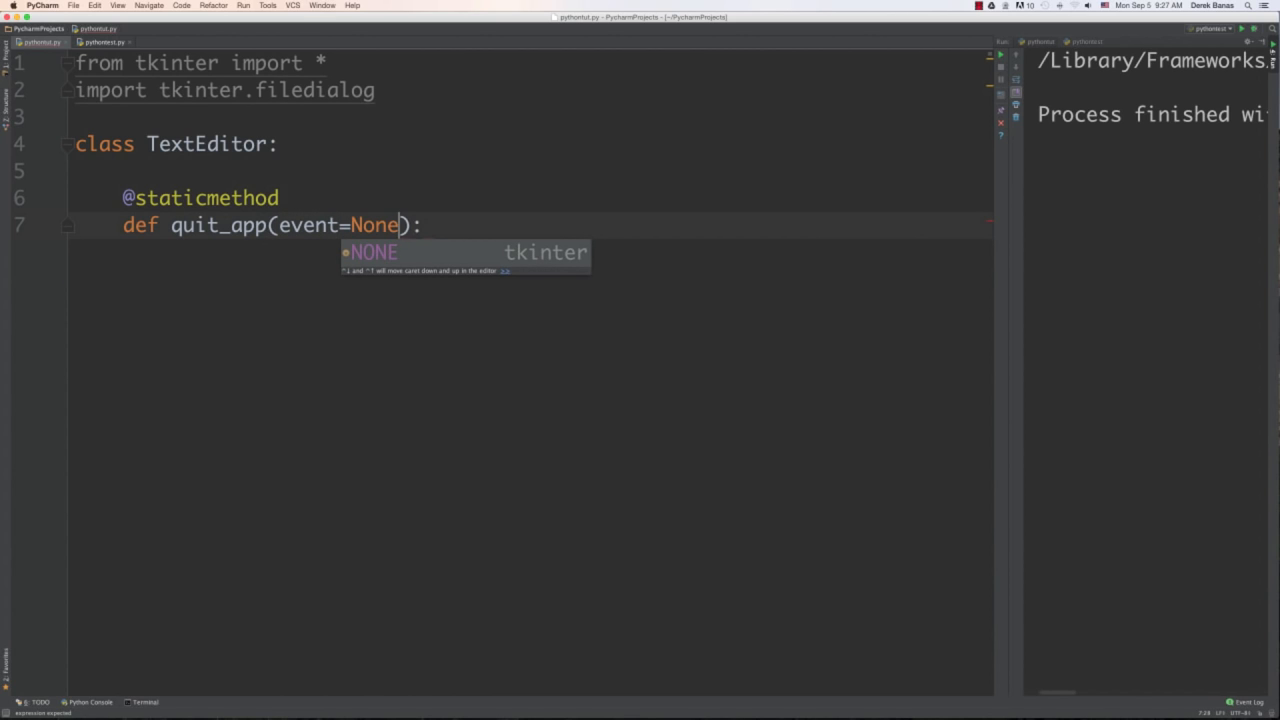 PyCharm File Edit View Navigate Code Refactor Run Tools VCS Window Help 10 Mon Sep 5 9:27 AM Derek Banas
pythontut.py - PycharmProjects - [~/PycharmProjects]
PycharmProjects pythontut.py pythontest
pythontut.py pythontest.py Run: pythontut pythontest
1 from tkinter import *
2 import tkinter.filedialog
3
4 class TextEditor:
5
6 @staticmethod
7 def quit_app(event=None):
NONE tkinter
^↓ and ^↑ will move caret down and up in the editor >>
/Library/Frameworks
Process finished wi
1: Project
7: Structure
2: Favorites
4: Run
6: TODO Python Console Terminal Event Log
expression expected 7:28 LF÷ UTF-8÷